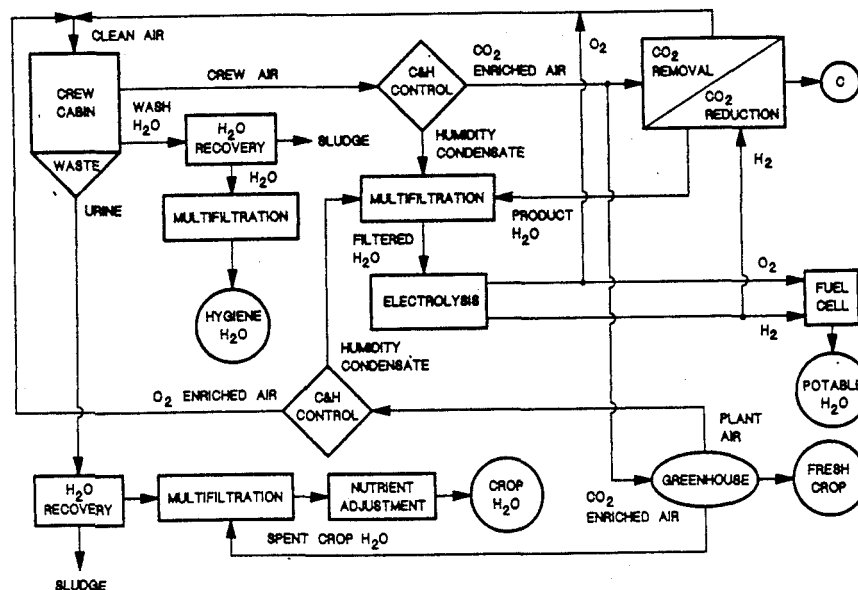 CLEAN AIR
CREW
CABIN
WASTE
CREW AIR
WASH
H₂O
H₂O
RECOVERY
SLUDGE
H₂O
MULTIFILTRATION
HYGIENE
H₂O
URINE
C&H
CONTROL
CO₂
ENRICHED AIR
HUMIDITY
CONDENSATE
MULTIFILTRATION
PRODUCT
H₂O
FILTERED
H₂O
ELECTROLYSIS
O₂
CO₂
REMOVAL
CO₂
REDUCTION
C
H₂
O₂
H₂
FUEL
CELL
POTABLE
H₂O
HUMIDITY
CONDENSATE
O₂ ENRICHED AIR
C&H
CONTROL
PLANT
AIR
GREENHOUSE
FRESH
CROP
CO₂
ENRICHED AIR
H₂O
RECOVERY
MULTIFILTRATION
NUTRIENT
ADJUSTMENT
CROP
H₂O
SPENT CROP H₂O
SLUDGE